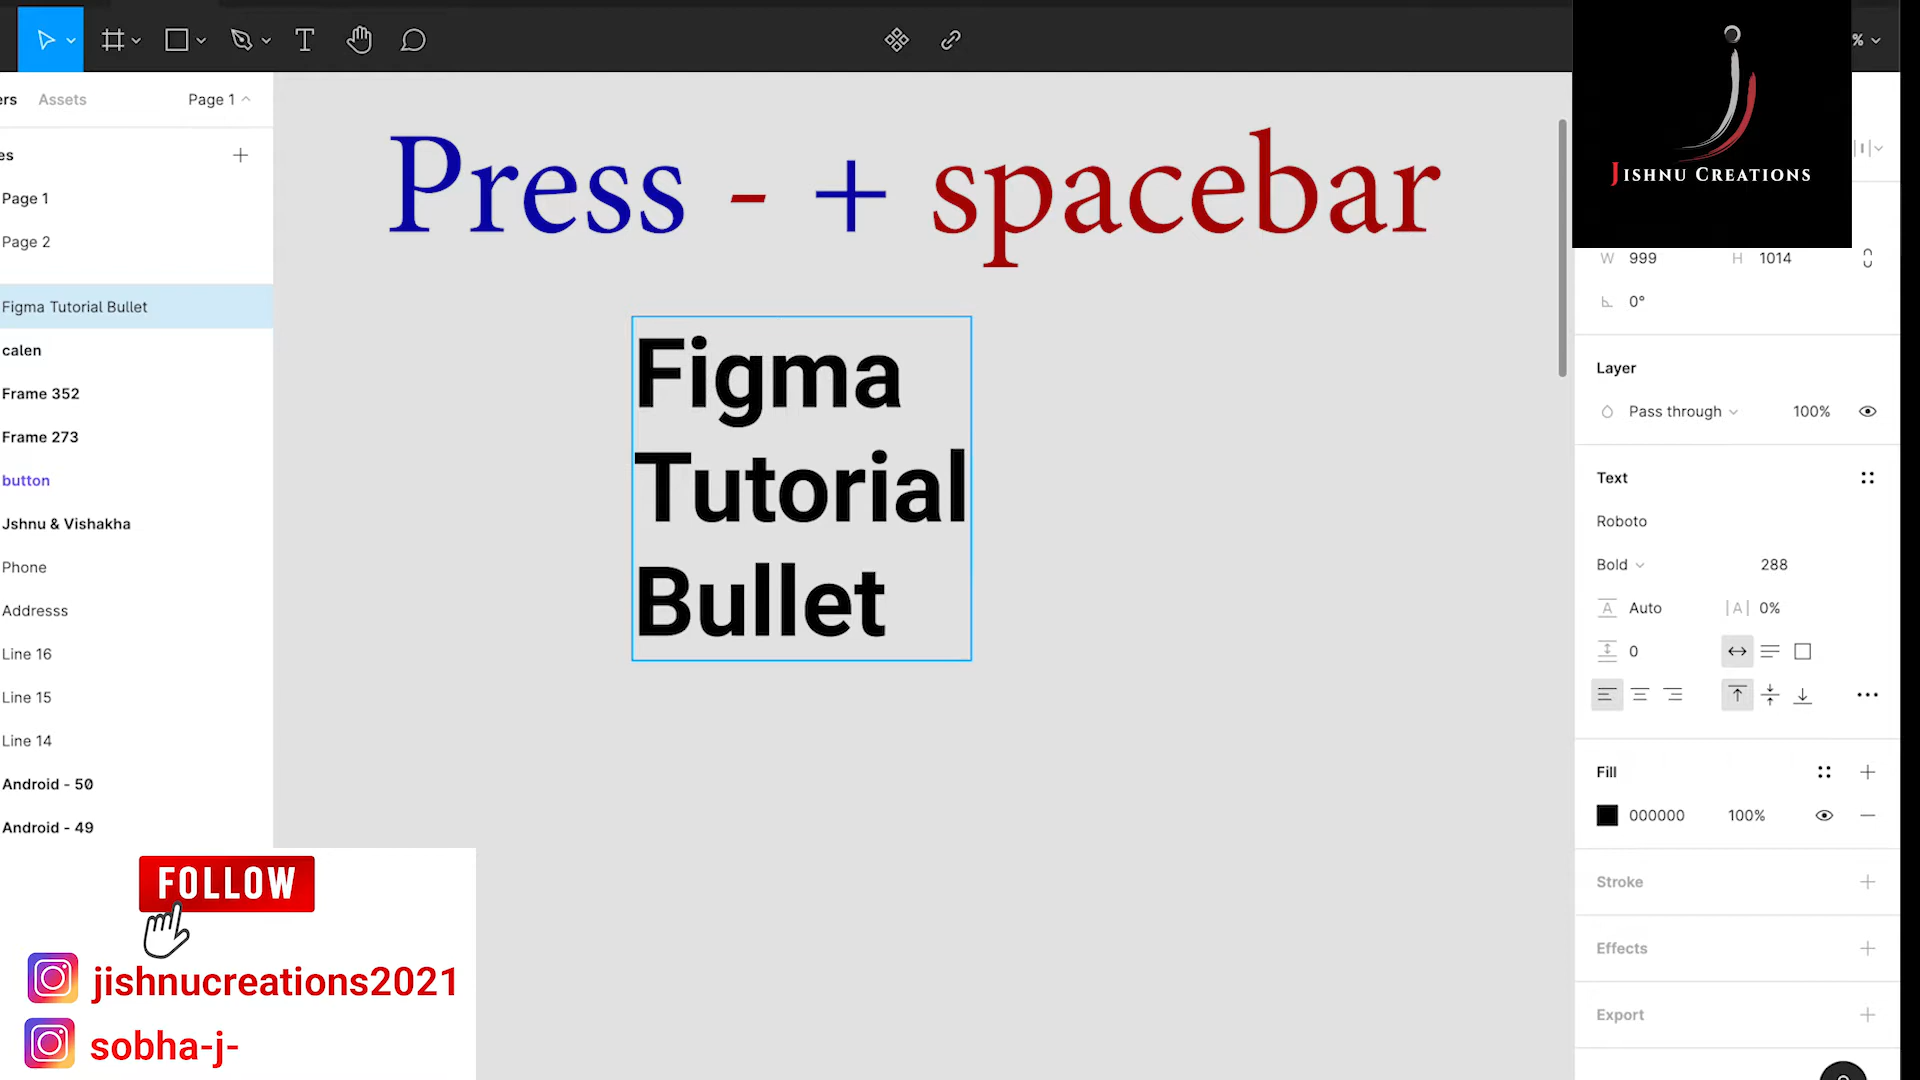 %
ers Assets Page 1
es
Page 1
Page 2
Figma Tutorial Bullet
calen
Frame 352
Frame 273
button
Jshnu & Vishakha
Phone
Addresss
Line 16
Line 15
Line 14
Android - 50
Android - 49
Press - + spacebar
Figma
Tutorial
Bullet
JISHNU CREATIONS
W 999 H 1014
0°
Layer
Pass through 100%
Text
Roboto
Bold 288
A Auto |A| 0%
0
Fill
000000 100%
Stroke
Effects
Export
FOLLOW
jishnucreations2021
sobha-j-